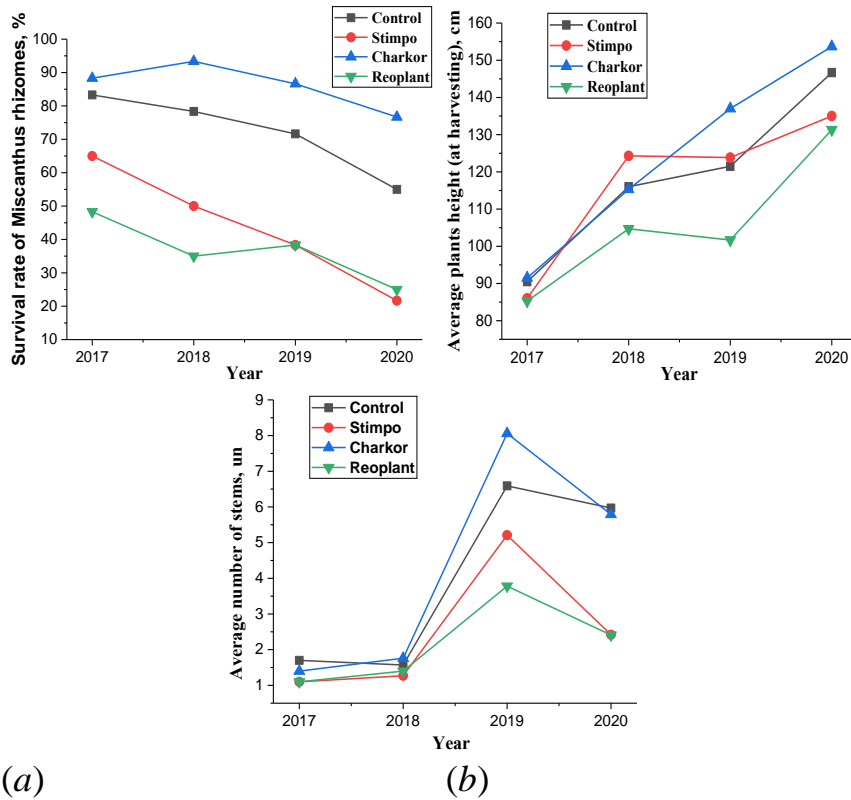 Survival rate of Miscanthus rhizomes, %
100
90
80
70
60
50
40
30
20
10
Control
Stimpo
Charkor
Reoplant
2017 2018 2019 2020
Year
Average plants height (at harvesting), cm
160
150
140
130
120
110
100
90
80
Control
Stimpo
Charkor
Reoplant
2017 2018 2019 2020
Year
Average number of stems, un
9
8
7
6
5
4
3
2
1
Control
Stimpo
Charkor
Reoplant
2017 2018 2019 2020
Year
(a) (b)